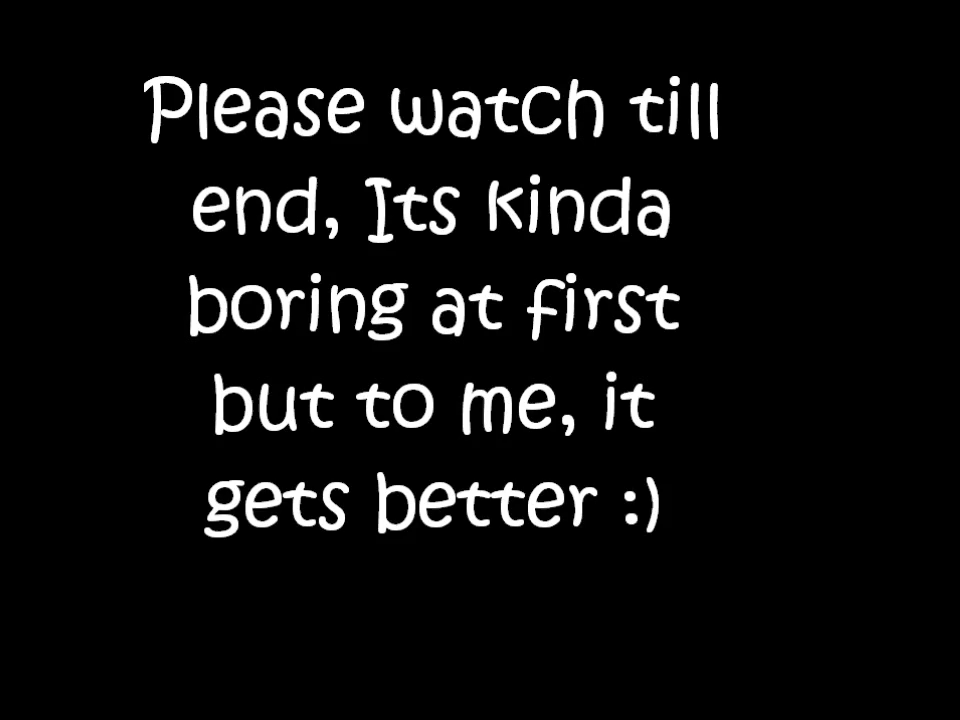 Please watch till
end, Its kinda
boring at first
but to me, it
gets better :)